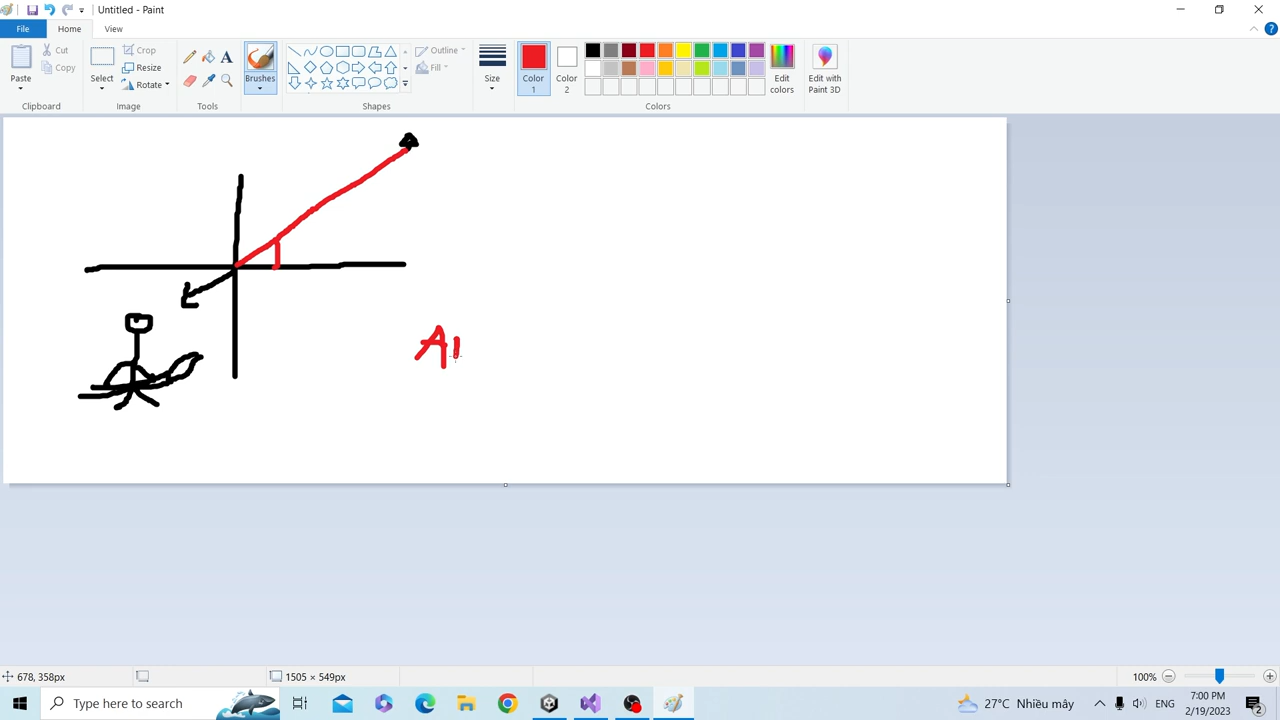 Untitled - Paint
File
Home
View
Paste
Cut
Copy
Clipboard
Select
Crop
Resize
Rotate
Image
A
Tools
Brushes
Outline
Fill
Shapes
Size
Color
1
Color
2
Edit
colors
Colors
Edit with
Paint 3D
678, 358px
1505 × 549px
100%
Type here to search
27°C Nhiều mây
ENG
7:00 PM
2/19/2023
2